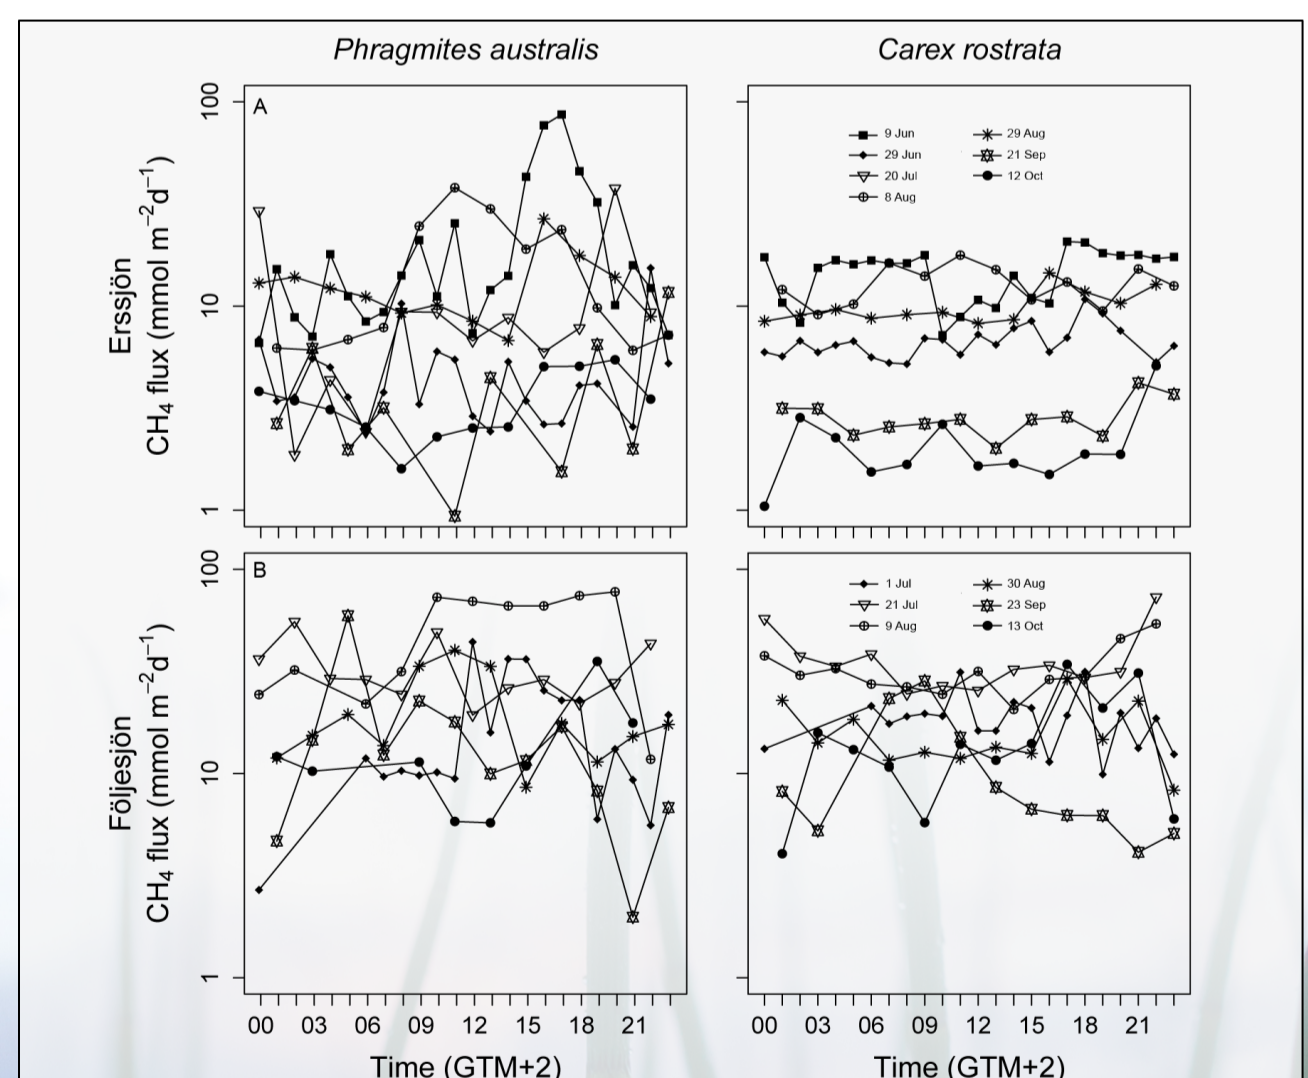 Phragmites australis
Carex rostrata
Erssjön
CH₄ flux (mmol m⁻²d⁻¹)
100
10
1
A
9 Jun
29 Jun
20 Jul
8 Aug
29 Aug
21 Sep
12 Oct
Följesjön
CH₄ flux (mmol m⁻²d⁻¹)
100
10
1
B
1 Jul
21 Jul
9 Aug
30 Aug
23 Sep
13 Oct
00 03 06 09 12 15 18 21
00 03 06 09 12 15 18 21
Time (GTM+2)
Time (GTM+2)